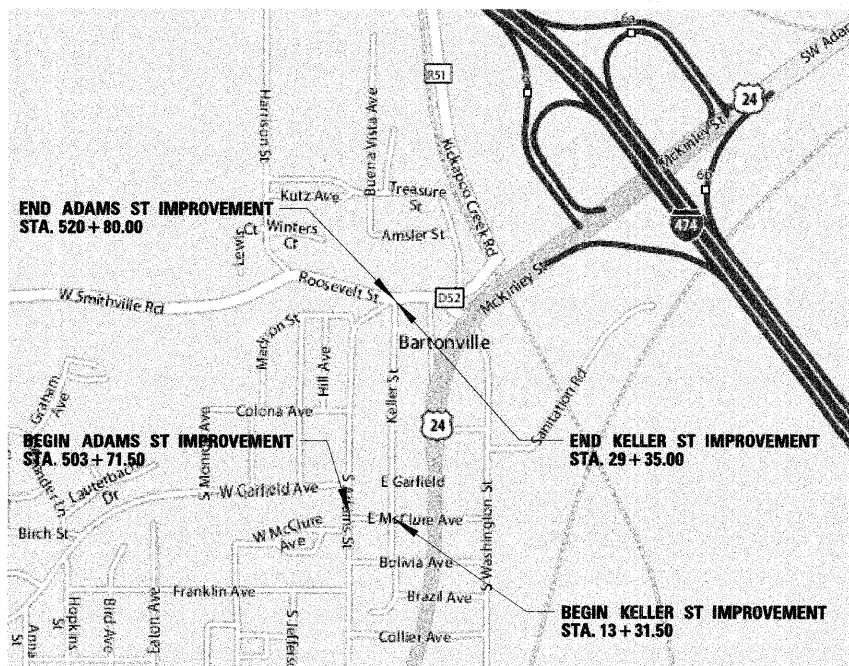 6a
SW Adam
R51
24
Harrison St
Buena Vista Ave
Kickapoo Creek Rd
McKinley St
6b
Kutz Ave
Treasure
St
END ADAMS ST IMPROVEMENT
STA. 520+80.00
474
Lewis
Ct
Winters
Ct
Amsler St
Roosevelt St
McKinley St
W Smithville Rd
D52
Madison St
Bartonville
Hill Ave
Keller St
Sanitation Rd
Graham
Ave
Colona Ave
24
BEGIN ADAMS ST IMPROVEMENT
STA. 503+71.50
END KELLER ST IMPROVEMENT
STA. 29+35.00
Lauterbach
Dr
W Garfield Ave
S Adams St
E Garfield
S Washington St
Birch St
W McClure
Ave
E McClure Ave
Bolivia Ave
Franklin Ave
Brazil Ave
BEGIN KELLER ST IMPROVEMENT
STA. 13+31.50
Collier Ave
Hopkins
St
Bird Ave
Eaton Ave
S Jeffers
Anna
St